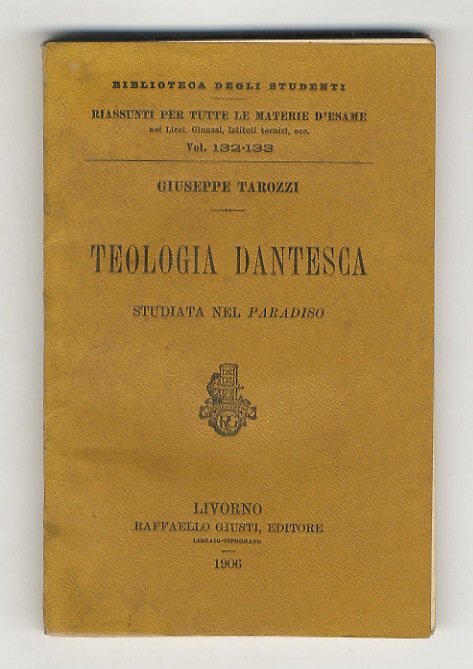 BIBLIOTECA DEGLI STUDENTI
RIASSUNTI PER TUTTE LE MATERIE D'ESAME
nei Licei, Ginnasi, Istituti tecnici, ecc.
Vol. 132-133
GIUSEPPE TAROZZI
TEOLOGIA DANTESCA
STUDIATA NEL PARADISO
RG
LIVORNO
RAFFAELLO GIUSTI, EDITORE
LIBRAIO-TIPOGRAFO
1906